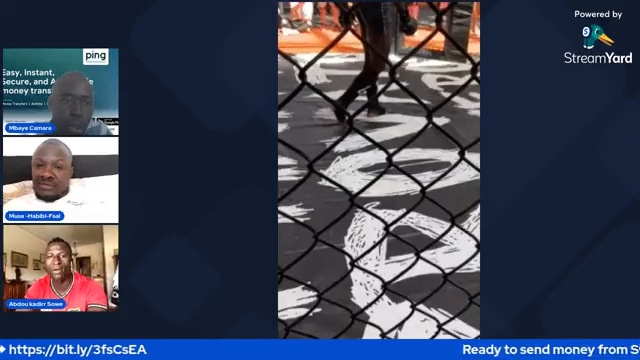 Powered by
StreamYard
ping
Easy, Instant,
Secure, and A
money trans
Mbaye Camara
Musa -Habibi-Faal
Abdou kadirr Sowe
https://bit.ly/3fsCsEA
Ready to send money from S